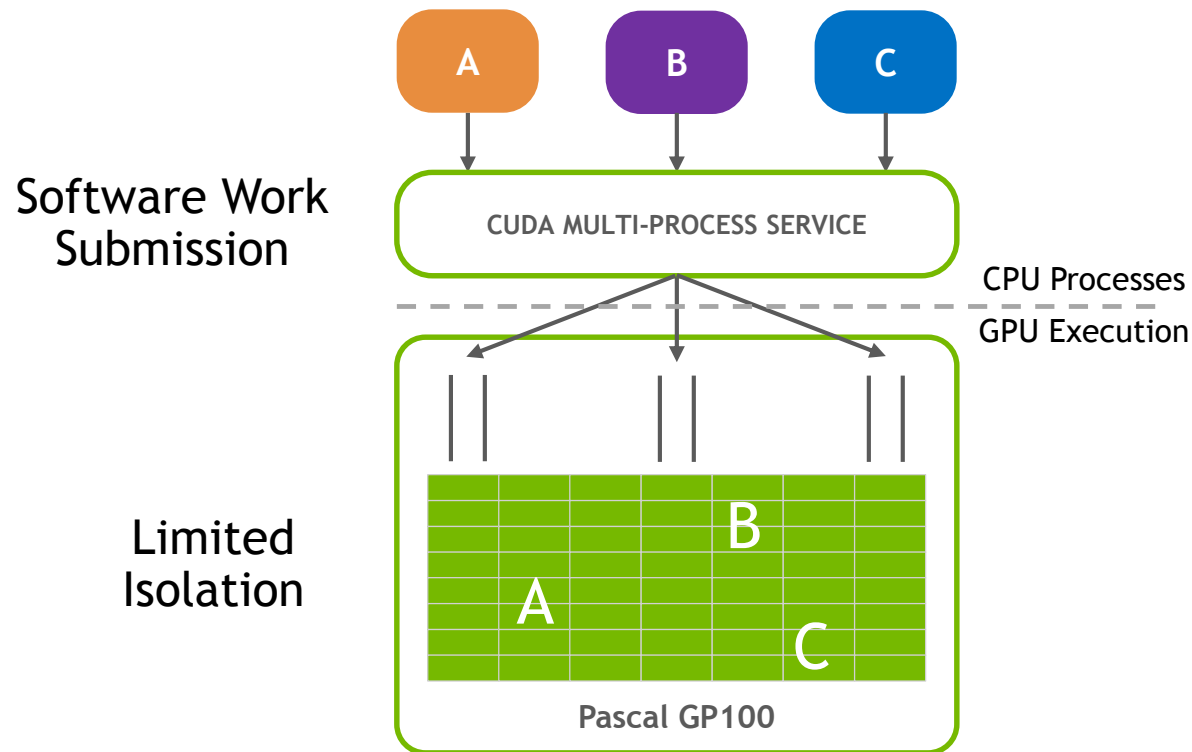 A
B
C
Software Work
Submission
CUDA MULTI-PROCESS SERVICE
CPU Processes
GPU Execution
Limited
Isolation
B
A
C
Pascal GP100